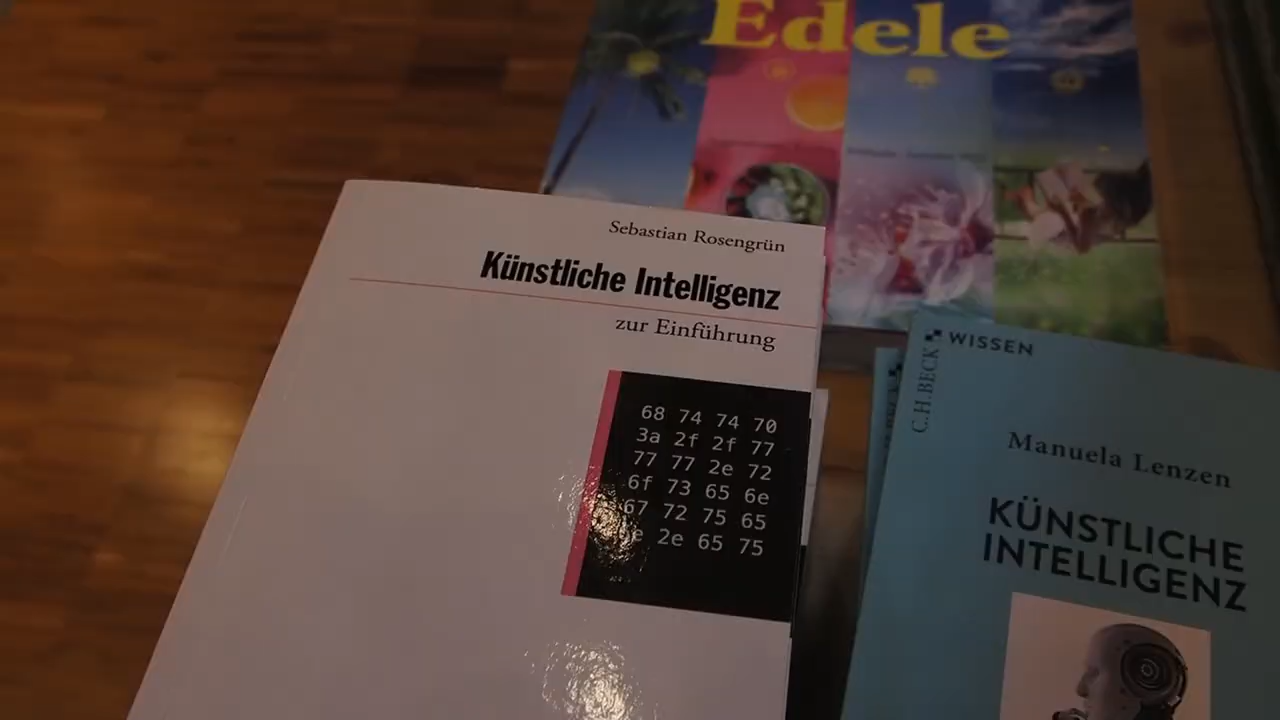 Edele
Sebastian Rosengrün
Künstliche Intelligenz
zur Einführung
68 74 74 70
3a 2f 2f 77
77 77 2e 72
6f 73 65 6e
67 72 75 65
2e 65 75
C.H.BECK WISSEN
Manuela Lenzen
KÜNSTLICHE
INTELLIGENZ